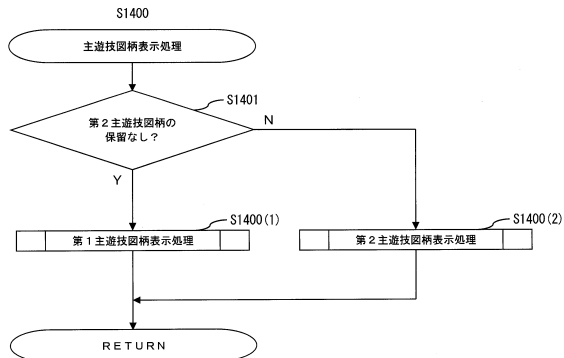 S1400
主遊技図柄表示処理
S1401
第２主遊技図柄の
保留なし？
N
Y
S1400(1)
第１主遊技図柄表示処理
S1400(2)
第２主遊技図柄表示処理
RETURN